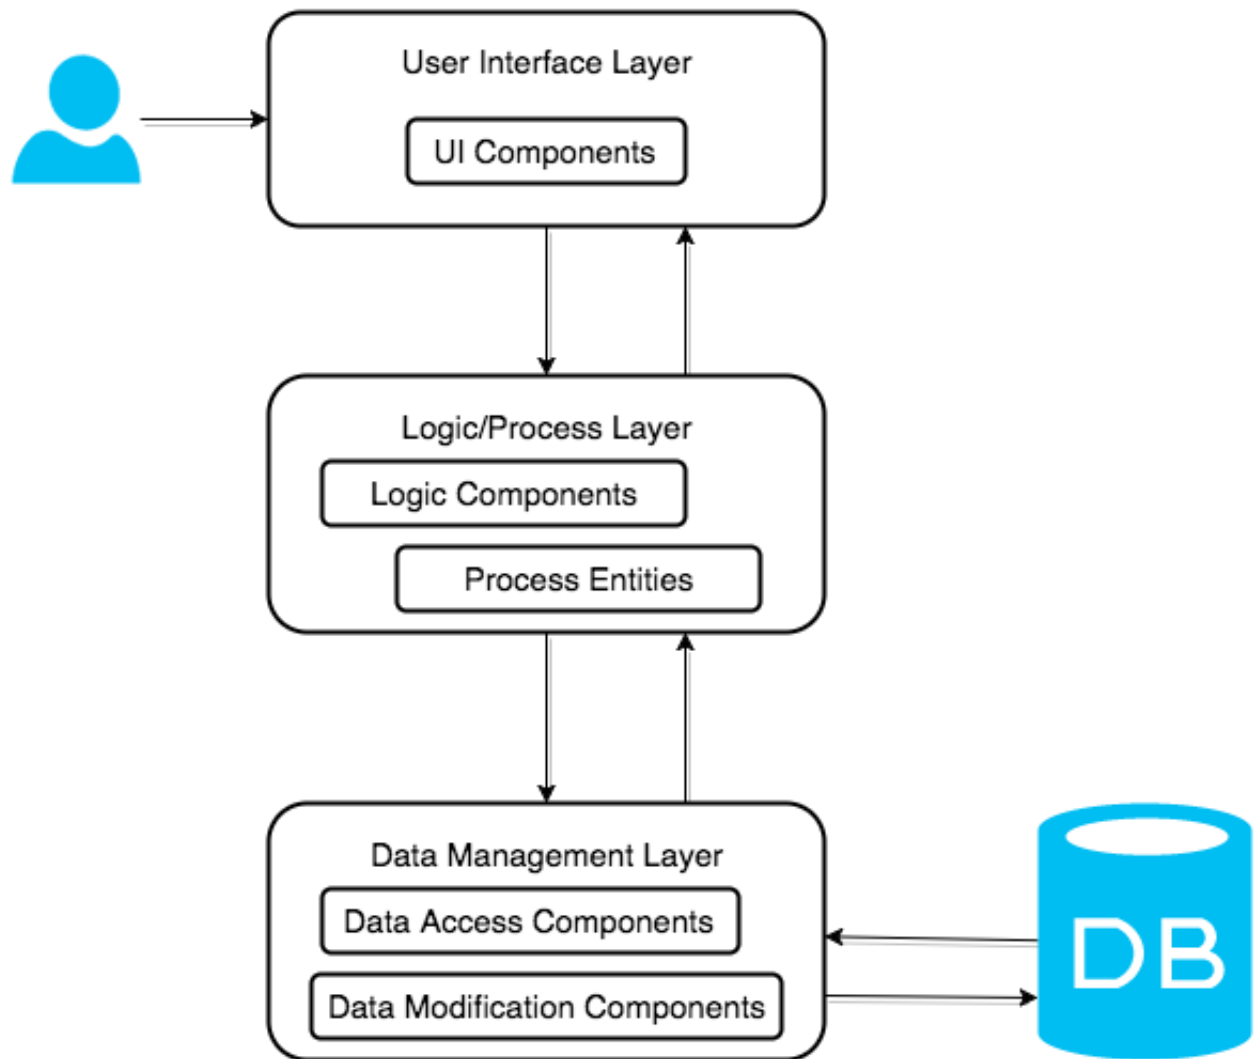 User Interface Layer
UI Components
Logic/Process Layer
Logic Components
Process Entities
Data Management Layer
Data Access Components
Data Modification Components
DB